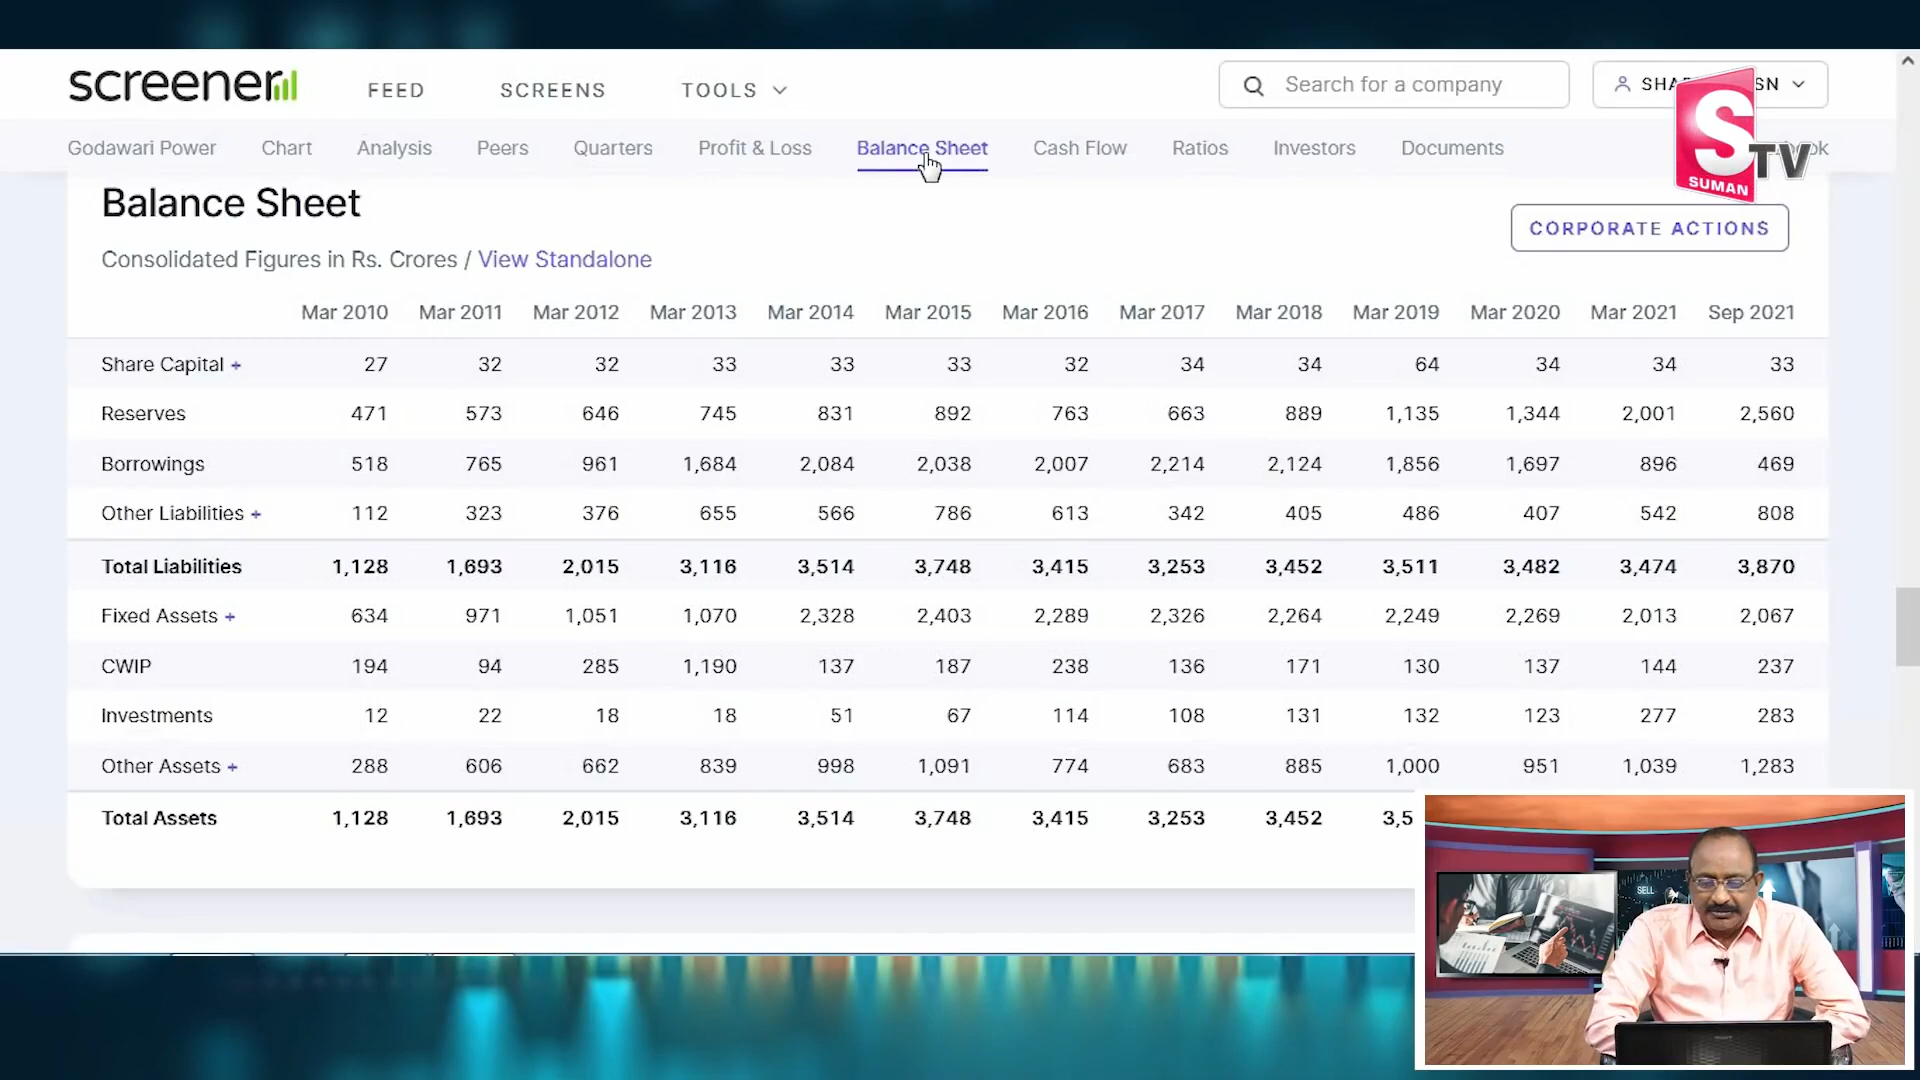 screener
FEED SCREENS TOOLS
Search for a company
SHA SN
S TV
SUMAN
Godawari Power Chart Analysis Peers Quarters Profit & Loss Balance Sheet Cash Flow Ratios Investors Documents
Balance Sheet
CORPORATE ACTIONS
Consolidated Figures in Rs. Crores / View Standalone
Mar 2010 Mar 2011 Mar 2012 Mar 2013 Mar 2014 Mar 2015 Mar 2016 Mar 2017 Mar 2018 Mar 2019 Mar 2020 Mar 2021 Sep 2021
Share Capital + 27 32 32 33 33 33 32 34 34 64 34 34 33
Reserves 471 573 646 745 831 892 763 663 889 1,135 1,344 2,001 2,560
Borrowings 518 765 961 1,684 2,084 2,038 2,007 2,214 2,124 1,856 1,697 896 469
Other Liabilities + 112 323 376 655 566 786 613 342 405 486 407 542 808
Total Liabilities 1,128 1,693 2,015 3,116 3,514 3,748 3,415 3,253 3,452 3,511 3,482 3,474 3,870
Fixed Assets + 634 971 1,051 1,070 2,328 2,403 2,289 2,326 2,264 2,249 2,269 2,013 2,067
CWIP 194 94 285 1,190 137 187 238 136 171 130 137 144 237
Investments 12 22 18 18 51 67 114 108 131 132 123 277 283
Other Assets + 288 606 662 839 998 1,091 774 683 885 1,000 951 1,039 1,283
Total Assets 1,128 1,693 2,015 3,116 3,514 3,748 3,415 3,253 3,452 3,5
SELL